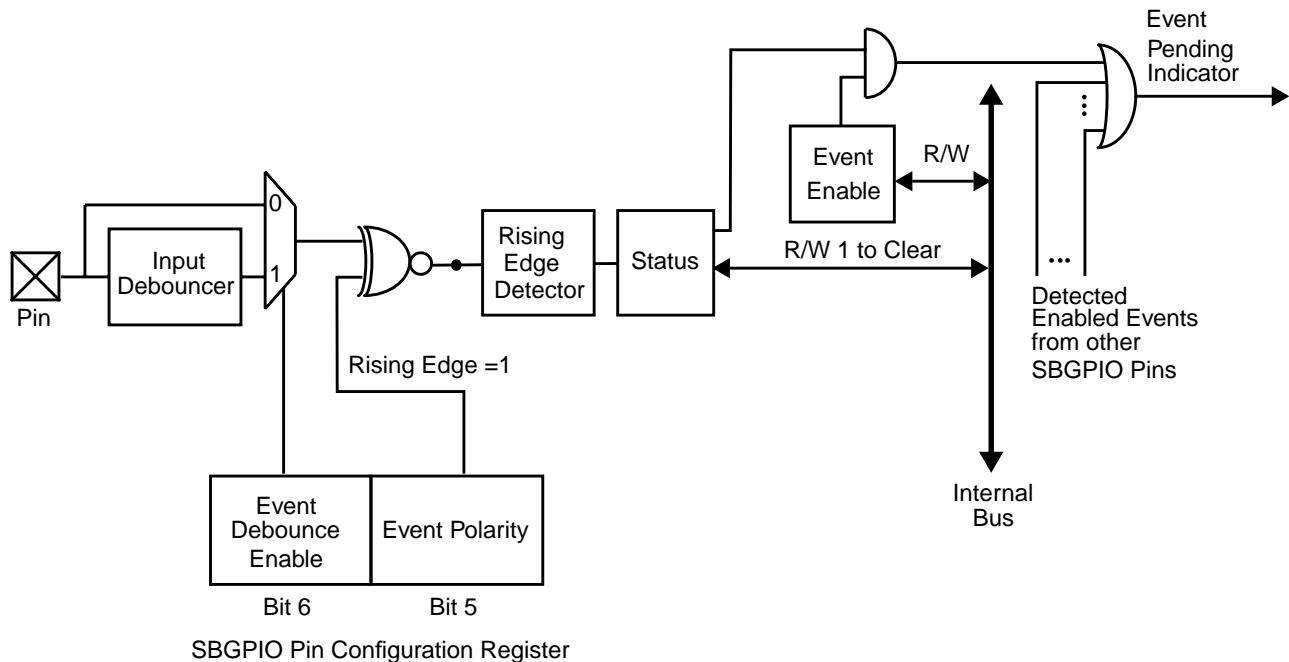 Event
Pending
Indicator
Event
Enable
R/W
0
1
Input
Debouncer
Pin
Rising
Edge
Detector
Status
R/W 1 to Clear
...
...
Detected
Enabled Events
from other
SBGPIO Pins
Rising Edge =1
Internal
Bus
Event
Debounce
Enable
Event Polarity
Bit 6
Bit 5
SBGPIO Pin Configuration Register